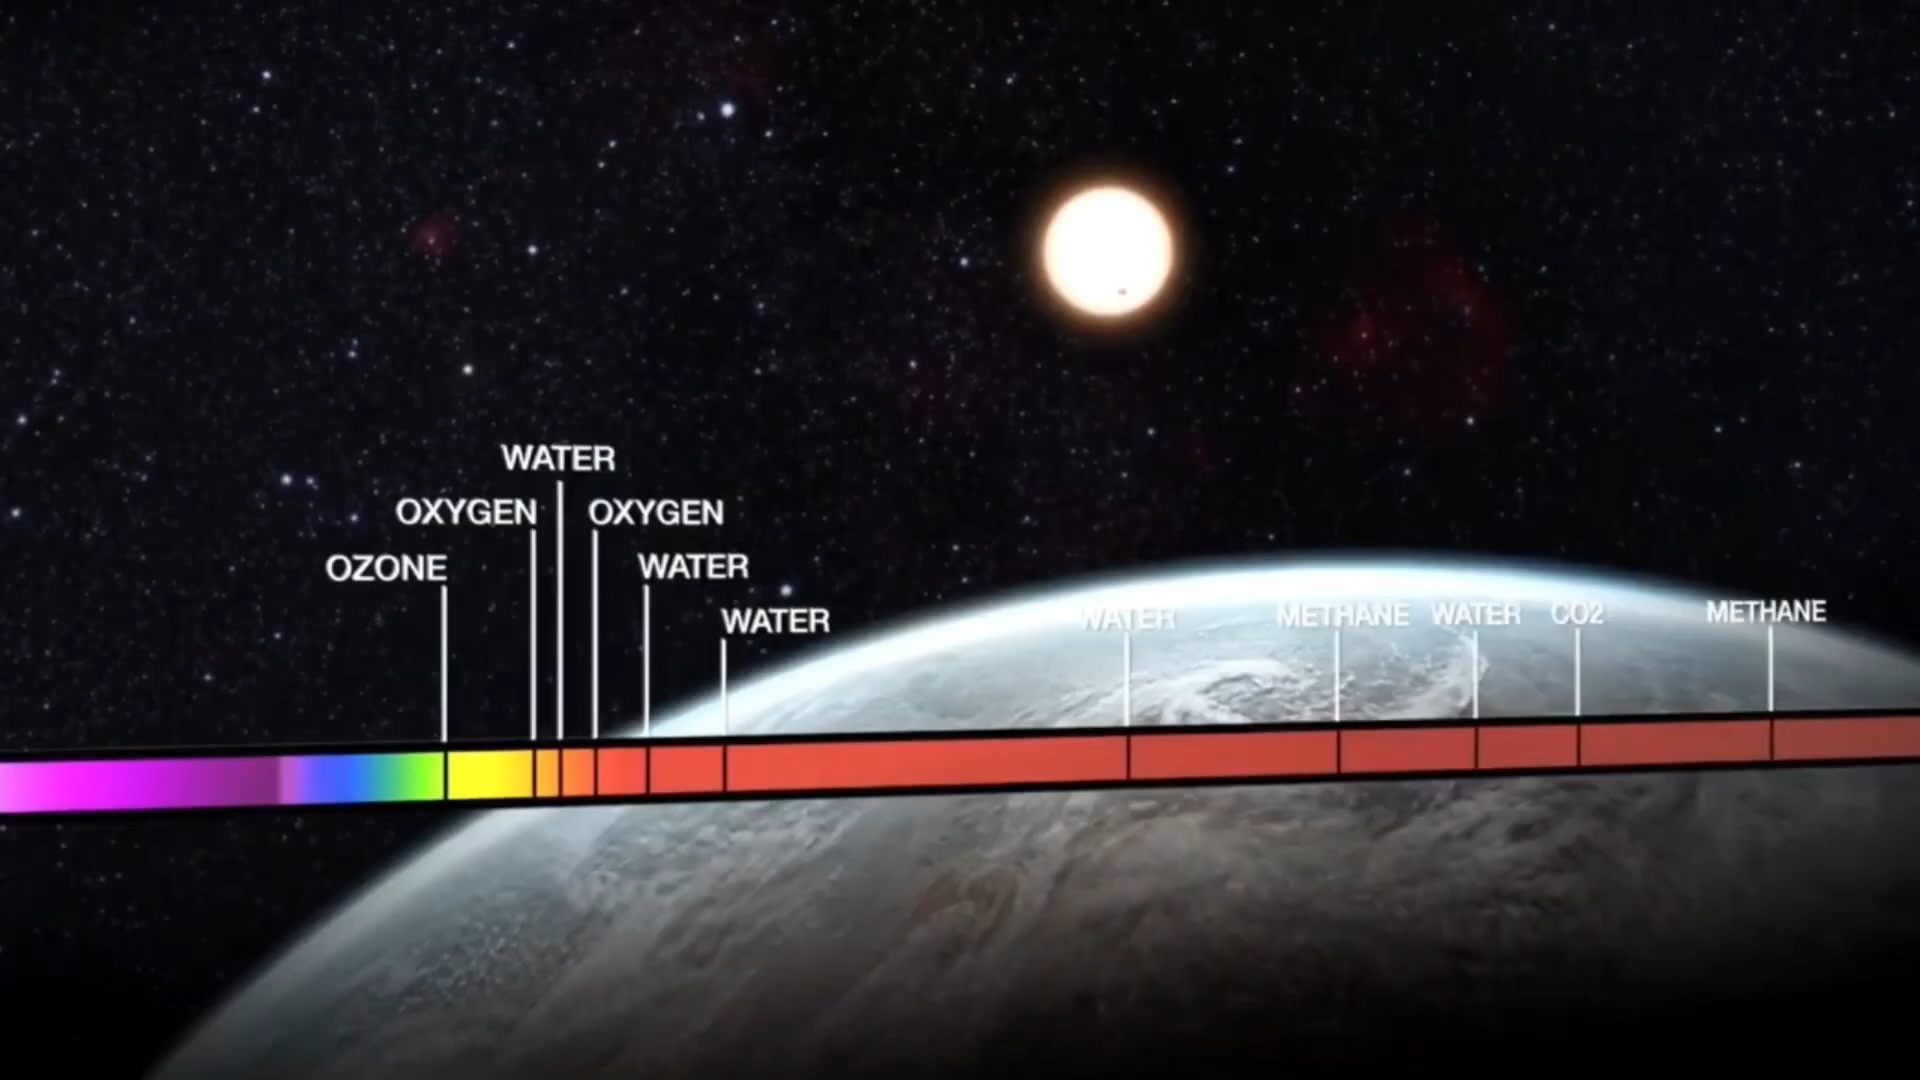 WATER
OXYGEN OXYGEN
OZONE WATER
WATER WATER METHANE WATER CO2 METHANE